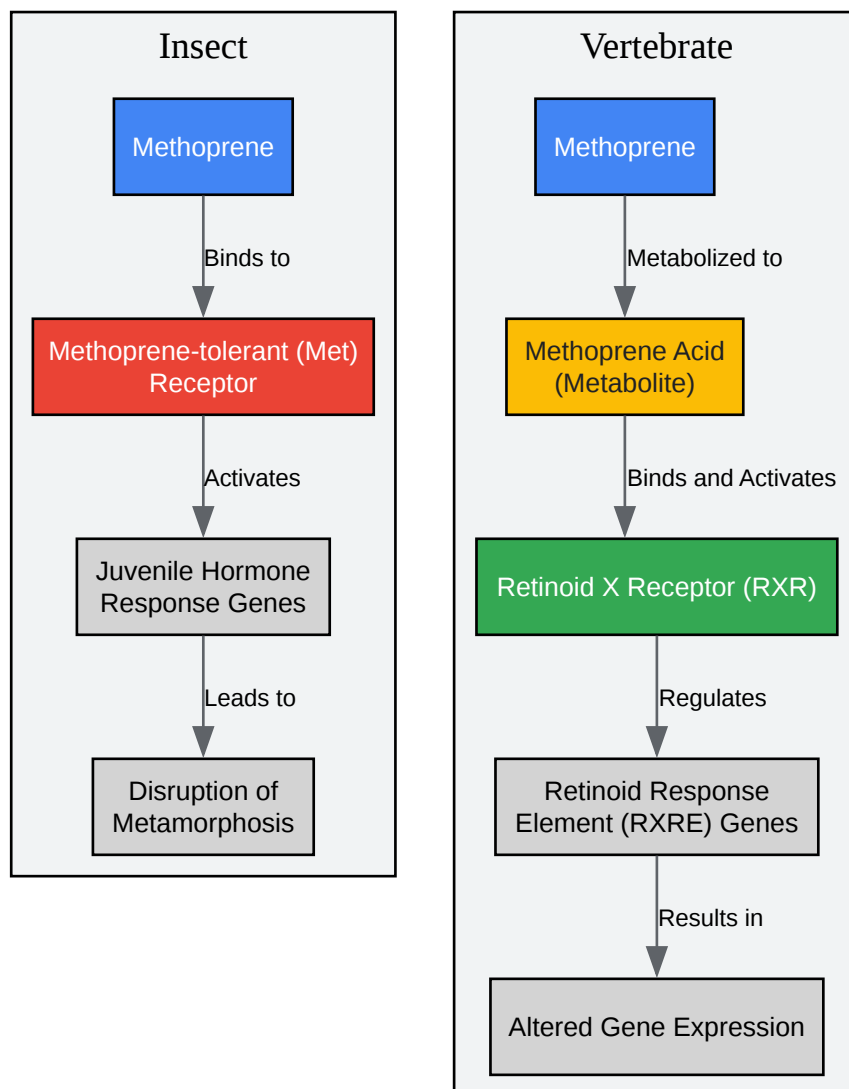 Insect
Methoprene
Binds to
Methoprene-tolerant (Met)
Receptor
Activates
Juvenile Hormone
Response Genes
Leads to
Disruption of
Metamorphosis
Vertebrate
Methoprene
Metabolized to
Methoprene Acid
(Metabolite)
Binds and Activates
Retinoid X Receptor (RXR)
Regulates
Retinoid Response
Element (RXRE) Genes
Results in
Altered Gene Expression